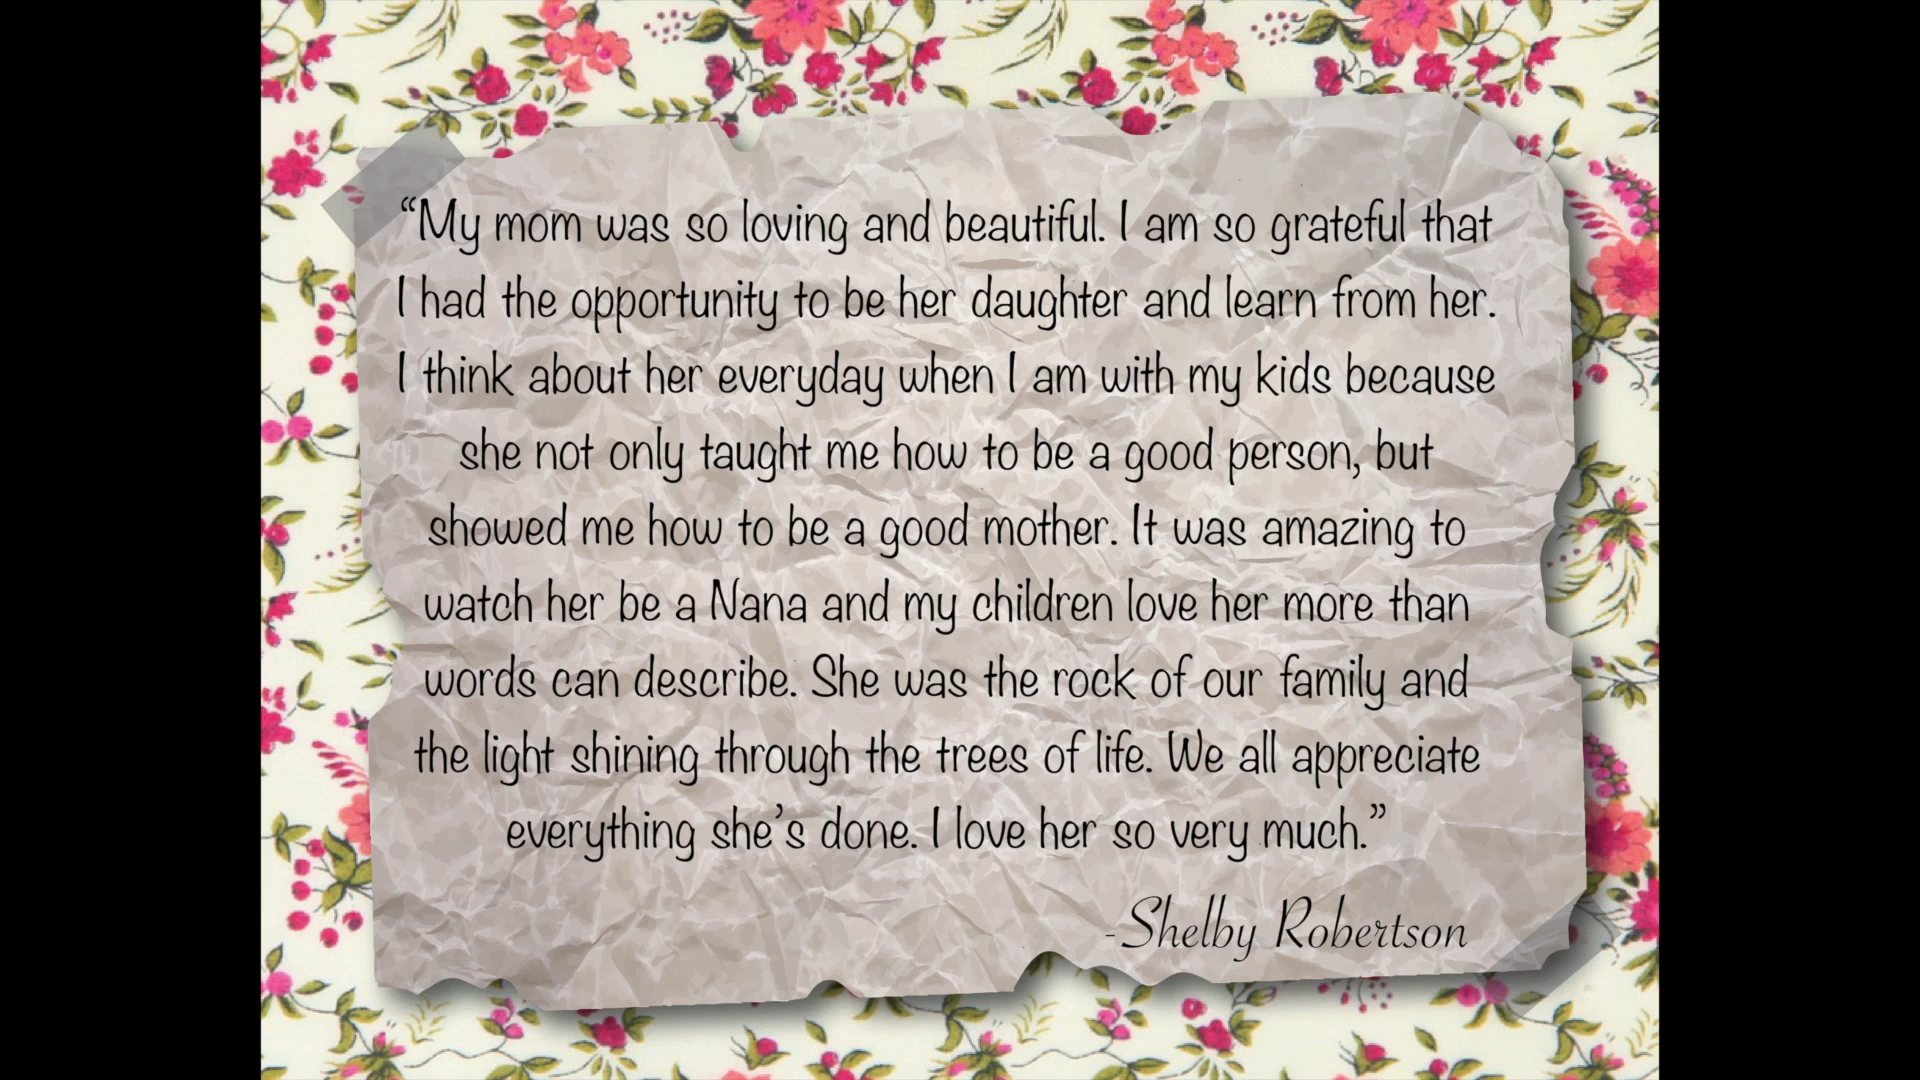 “My mom was so loving and beautiful. I am so grateful that
I had the opportunity to be her daughter and learn from her.
I think about her everyday when I am with my kids because
she not only taught me how to be a good person, but
showed me how to be a good mother. It was amazing to
watch her be a Nana and my children love her more than
words can describe. She was the rock of our family and
the light shining through the trees of life. We all appreciate
everything she’s done. I love her so very much.”
-Shelby Robertson